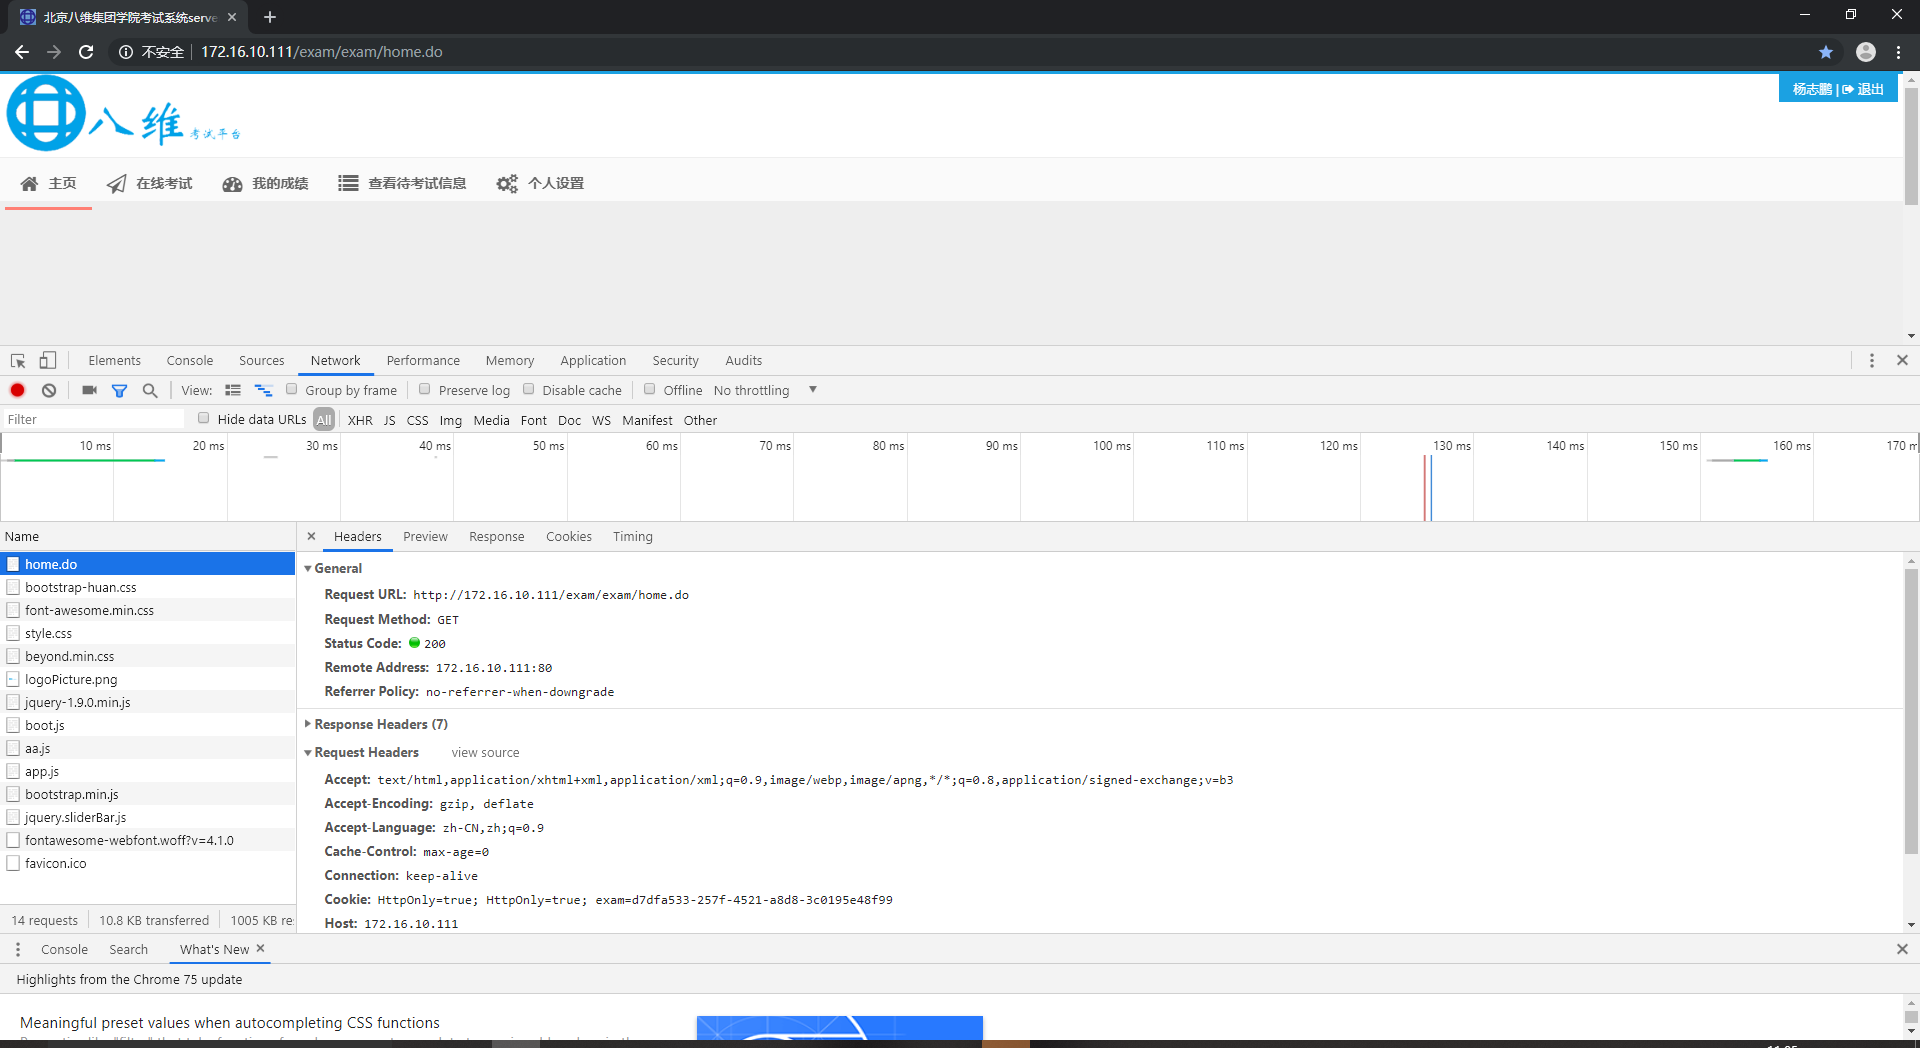 北京八维集团学院考试系统serve
不安全 172.16.10.111/exam/exam/home.do
杨志鹏 | 退出
八维 考试平台
主页 在线考试 我的成绩 查看待考试信息 个人设置
Elements Console Sources Network Performance Memory Application Security Audits
View: Group by frame Preserve log Disable cache Offline No throttling
Filter Hide data URLs All XHR JS CSS Img Media Font Doc WS Manifest Other
10 ms 20 ms 30 ms 40 ms 50 ms 60 ms 70 ms 80 ms 90 ms 100 ms 110 ms 120 ms 130 ms 140 ms 150 ms 160 ms 170 m
Name
home.do
bootstrap-huan.css
font-awesome.min.css
style.css
beyond.min.css
logoPicture.png
jquery-1.9.0.min.js
boot.js
aa.js
app.js
bootstrap.min.js
jquery.sliderBar.js
fontawesome-webfont.woff?v=4.1.0
favicon.ico
14 requests 10.8 KB transferred 1005 KB re
Headers Preview Response Cookies Timing
General
Request URL: http://172.16.10.111/exam/exam/home.do
Request Method: GET
Status Code: 200
Remote Address: 172.16.10.111:80
Referrer Policy: no-referrer-when-downgrade
Response Headers (7)
Request Headers view source
Accept: text/html,application/xhtml+xml,application/xml;q=0.9,image/webp,image/apng,*/*;q=0.8,application/signed-exchange;v=b3
Accept-Encoding: gzip, deflate
Accept-Language: zh-CN,zh;q=0.9
Cache-Control: max-age=0
Connection: keep-alive
Cookie: HttpOnly=true; HttpOnly=true; exam=d7dfa533-257f-4521-a8d8-3c0195e48f99
Host: 172.16.10.111
Console Search What's New
Highlights from the Chrome 75 update
Meaningful preset values when autocompleting CSS functions